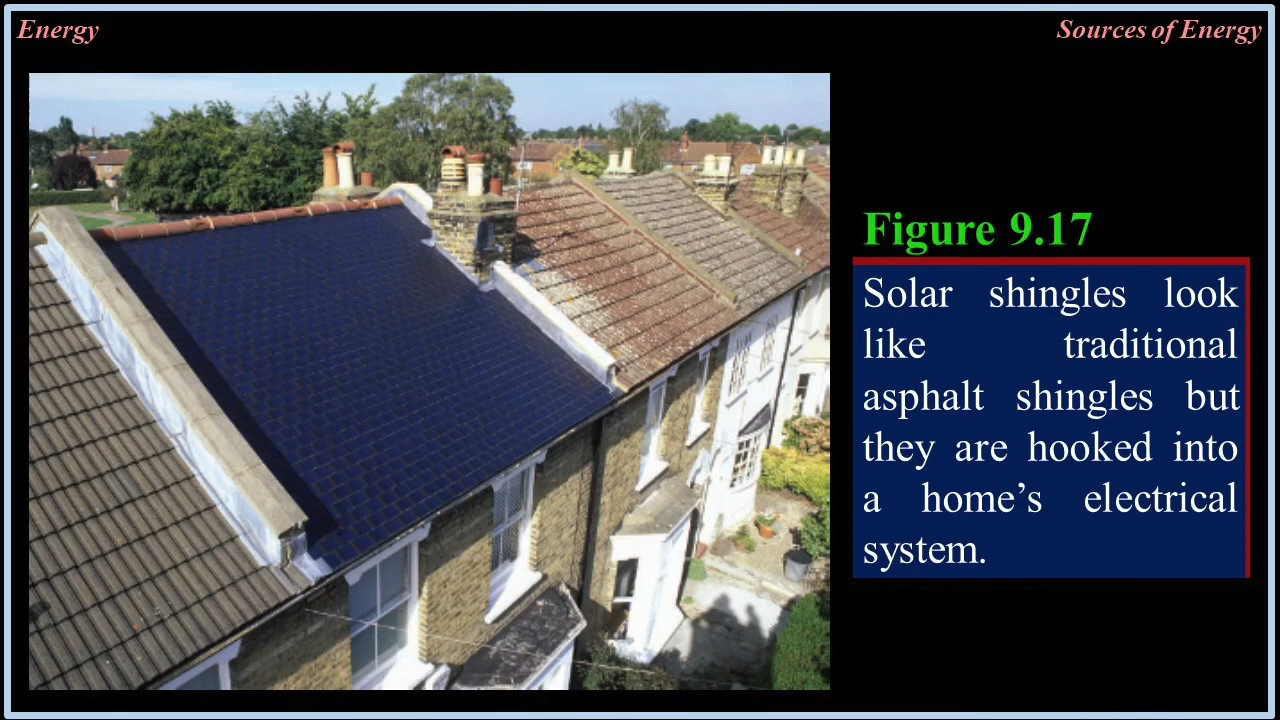 Energy
Sources of Energy
Figure 9.17
Solar shingles look
like traditional
asphalt shingles but
they are hooked into
a home’s electrical
system.